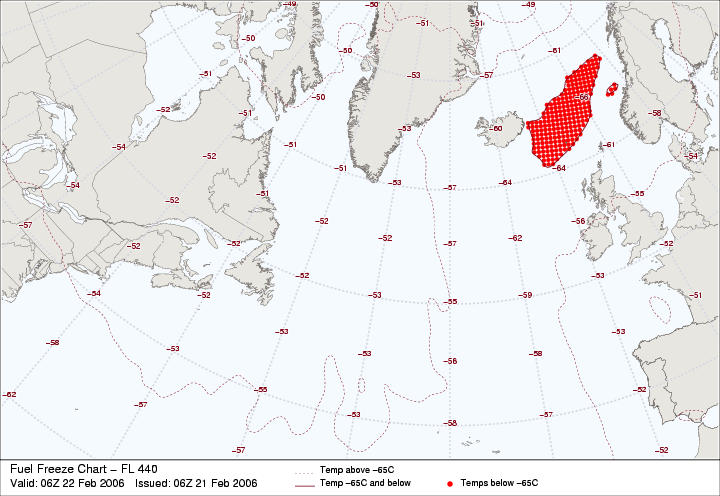 −49 −50 −49
−51 −51
−50 −50 −61
−51 −53 −57
−50 −66
−52 −51 −58
−53 −60
−54 −51 −61
−52 −54
−51 −64
−54 −53 −57 −64
−51 −55
−52
−57 −52 −56
−52 −52 −52 −57 −62 −52
−52 −53
−54 −52 −53 −55 −59 −51
−53 −53
−58 −53 −53 −58
−56
−62 −55 −52
−57 −53 −57
−58
−57 −52
Fuel Freeze Chart − FL 440
Valid: 06Z 22 Feb 2006 Issued: 06Z 21 Feb 2006
Temp above −65C
Temp −65C and below
Temps below −65C